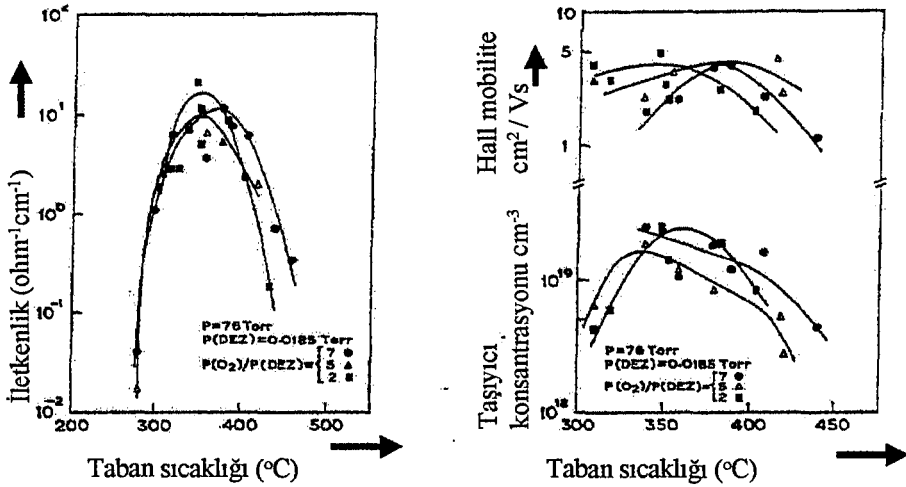 İletkenlik (ohm⁻¹cm⁻¹)
10²
10¹
10⁰
10⁻¹
10⁻²
P=76 Torr
P(DEZ)=0.0185 Torr
P(O₂)/P(DEZ)={ 7 ●
5 △
2 ■
200 300 400 500
Taban sıcaklığı (°C)
Hall mobilite
cm² / Vs
10
5
1
Taşıyıcı
konsantrasyonu cm⁻³
10¹⁹
10¹⁸
P=76 Torr
P(DEZ)=0.0185 Torr
P(O₂)/P(DEZ)={ 7 ●
5 △
2 ■
300 350 400 450
Taban sıcaklığı (°C)